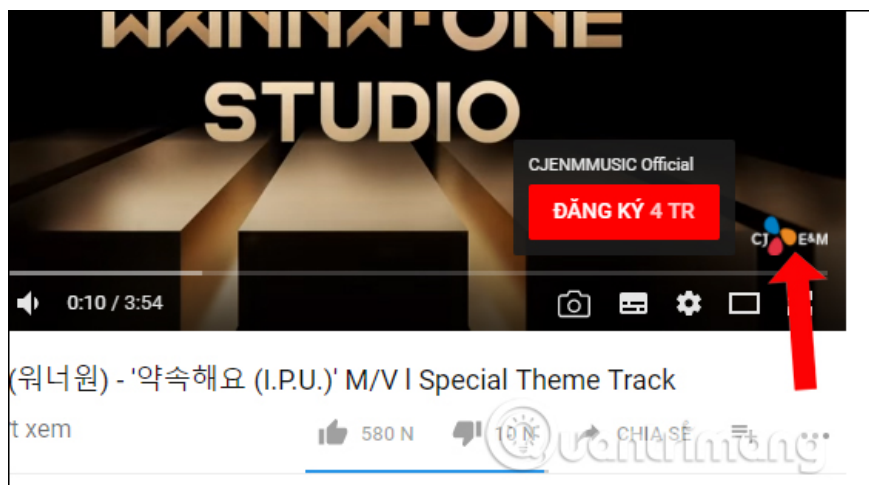 WANNA·ONE
STUDIO
CJENMMUSIC Official
ĐĂNG KÝ 4 TR
CJ E&M
0:10 / 3:54
(워너원) - '약속해요 (I.P.U.)' M/V l Special Theme Track
t xem
580 N
10 N
CHIA SẺ
Quantrimang